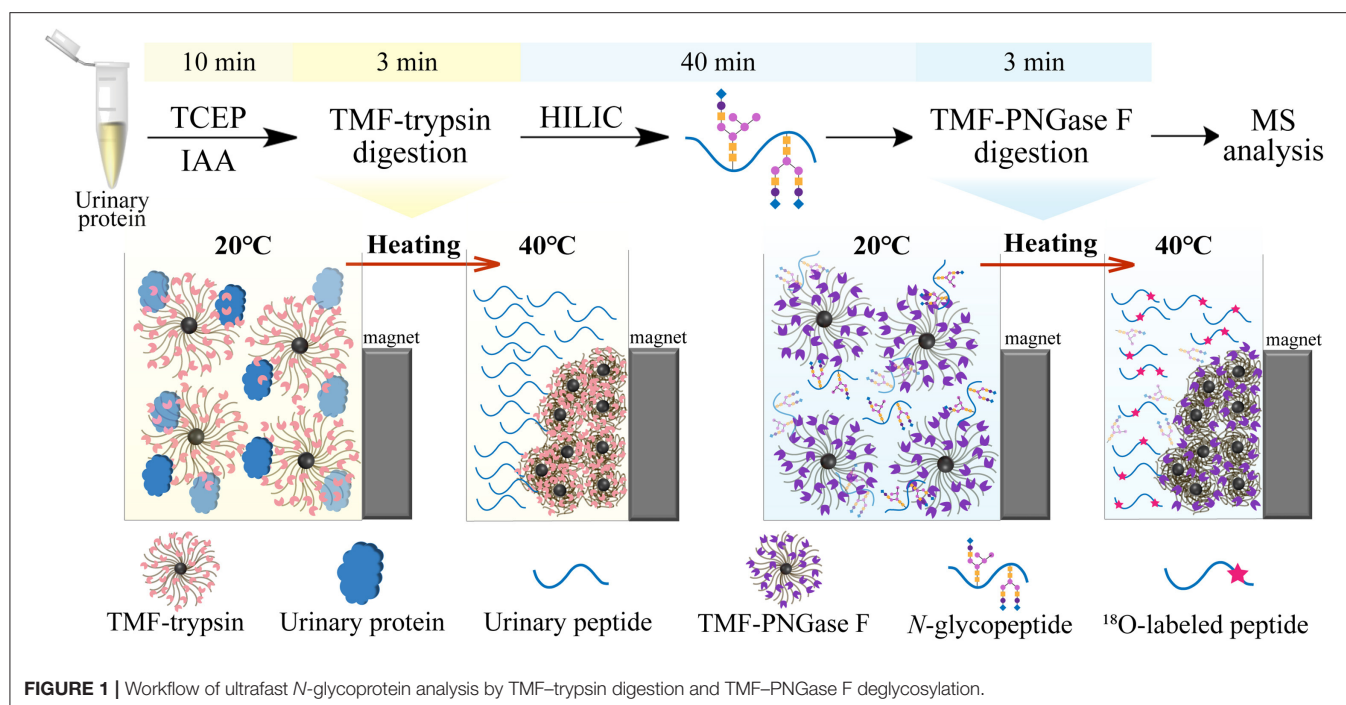 10 min
3 min
40 min
3 min
TCEP
IAA
TMF-trypsin
digestion
HILIC
TMF-PNGase F
digestion
MS
analysis
Urinary
protein
20°C
Heating
40°C
magnet
magnet
20°C
Heating
40°C
magnet
magnet
TMF-trypsin
Urinary protein
Urinary peptide
TMF-PNGase F
N-glycopeptide
¹⁸O-labeled peptide
FIGURE 1 | Workflow of ultrafast N-glycoprotein analysis by TMF–trypsin digestion and TMF–PNGase F deglycosylation.